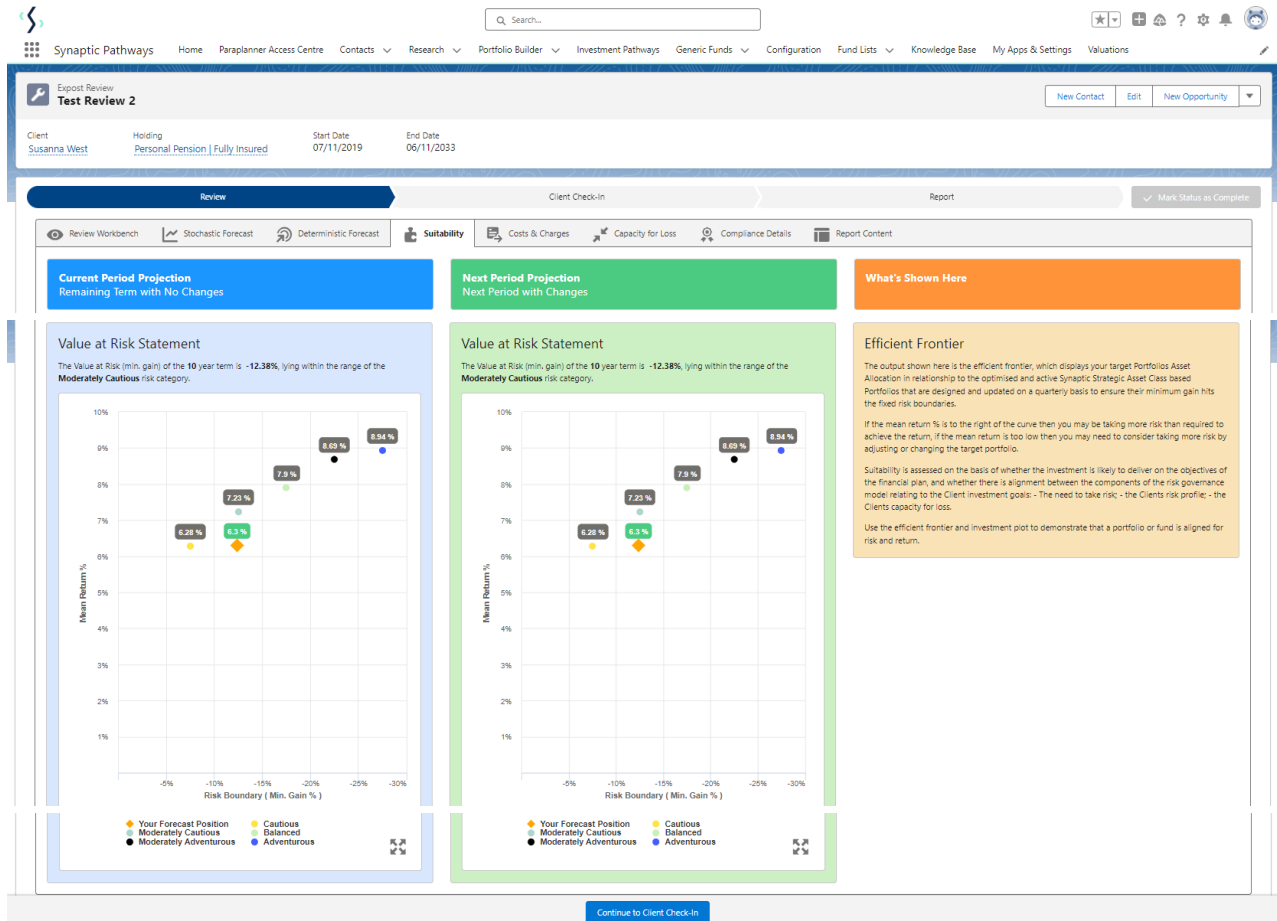 Search...
Synaptic Pathways Home Paraplanner Access Centre Contacts Research Portfolio Builder Investment Pathways Generic Funds Configuration Fund Lists Knowledge Base My Apps & Settings Valuations
Expost Review
Test Review 2
New Contact Edit New Opportunity
Client Holding Start Date End Date
Susanna West Personal Pension | Fully Insured 07/11/2019 06/11/2033
Review Client Check-In Report Mark Status as Complete
Review Workbench Stochastic Forecast Deterministic Forecast Suitability Costs & Charges Capacity for Loss Compliance Details Report Content
Current Period Projection
Remaining Term with No Changes
Next Period Projection
Next Period with Changes
What's Shown Here
Value at Risk Statement
The Value at Risk (min. gain) of the 10 year term is -12.38%, lying within the range of the
Moderately Cautious risk category.
10%
9%
8%
7%
6%
5%
4%
3%
2%
1%
Mean Return %
8.94 %
8.69 %
7.9 %
7.23 %
6.28 %
6.3 %
-5% -10% -15% -20% -25% -30%
Risk Boundary ( Min. Gain % )
Your Forecast Position Cautious
Moderately Cautious Balanced
Moderately Adventurous Adventurous
Value at Risk Statement
The Value at Risk (min. gain) of the 10 year term is -12.38%, lying within the range of the
Moderately Cautious risk category.
10%
9%
8%
7%
6%
5%
4%
3%
2%
1%
Mean Return %
8.94 %
8.69 %
7.9 %
7.23 %
6.28 %
6.3 %
-5% -10% -15% -20% -25% -30%
Risk Boundary ( Min. Gain % )
Your Forecast Position Cautious
Moderately Cautious Balanced
Moderately Adventurous Adventurous
Efficient Frontier
The output shown here is the efficient frontier, which displays your target Portfolios Asset
Allocation in relationship to the optimised and active Synaptic Strategic Asset Class based
Portfolios that are designed and updated on a quarterly basis to ensure their minimum gain hits
the fixed risk boundaries.
If the mean return % is to the right of the curve then you may be taking more risk than required to
achieve the return, if the mean return is too low then you may need to consider taking more risk by
adjusting or changing the target portfolio.
Suitability is assessed on the basis of whether the investment is likely to deliver on the objectives of
the financial plan, and whether there is alignment between the components of the risk governance
model relating to the Client investment goals: - The need to take risk; - the Clients risk profile; - the
Clients capacity for loss.
Use the efficient frontier and investment plot to demonstrate that a portfolio or fund is aligned for
risk and return.
Continue to Client Check-In